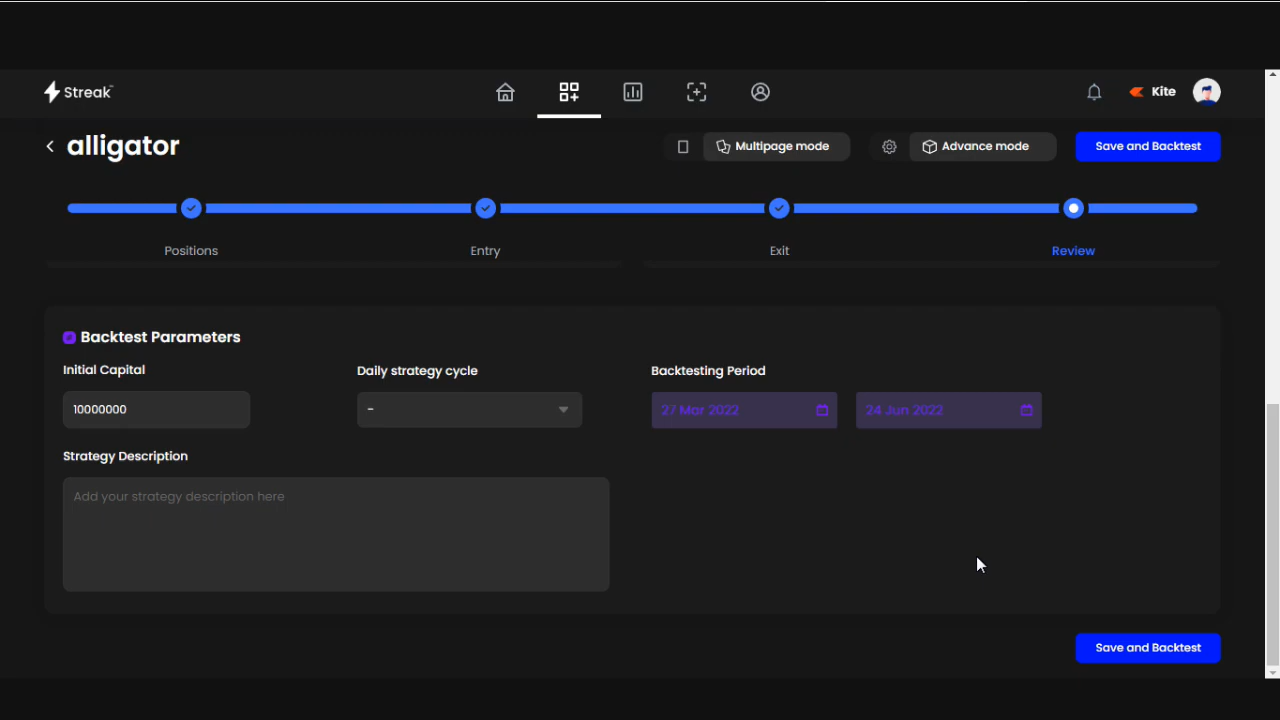 Streak
Kite
alligator
Multipage mode
Advance mode
Save and Backtest
Positions
Entry
Exit
Review
Backtest Parameters
Initial Capital
Daily strategy cycle
Backtesting Period
10000000
-
27 Mar 2022
24 Jun 2022
Strategy Description
Add your strategy description here
Save and Backtest